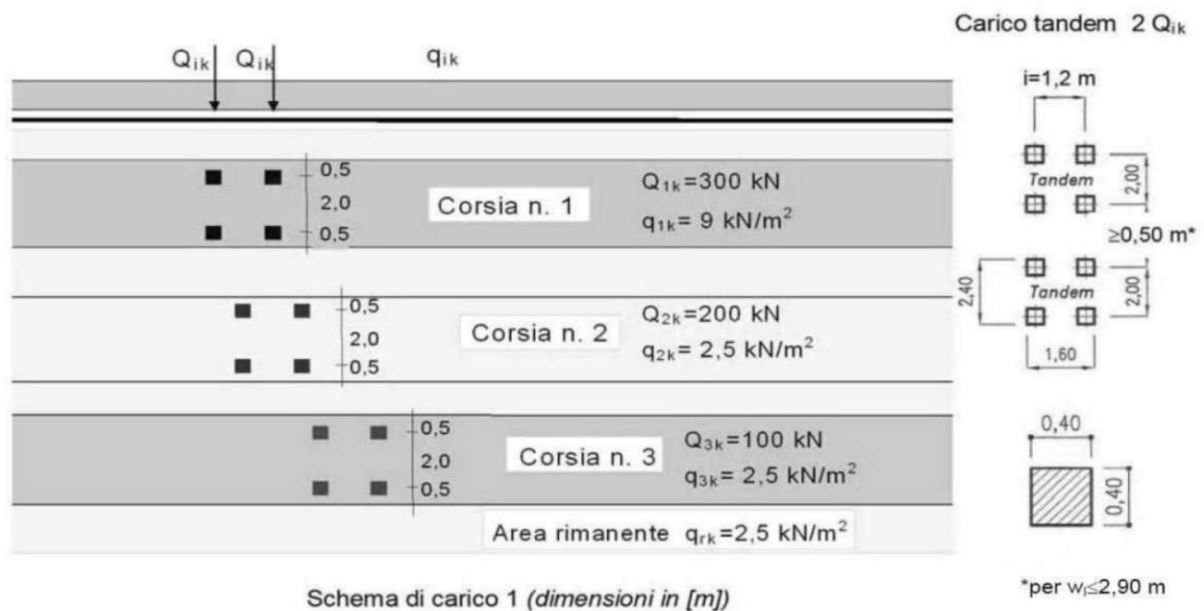 Carico tandem 2 Qik
Qik Qik qik
i=1,2 m
0,5
2,0
0,5
Corsia n. 1
Q1k=300 kN
q1k= 9 kN/m²
Tandem
2,00
≥0,50 m*
0,5
2,0
0,5
Corsia n. 2
Q2k=200 kN
q2k= 2,5 kN/m²
2,40
Tandem
2,00
1,60
0,5
2,0
0,5
Corsia n. 3
Q3k=100 kN
q3k= 2,5 kN/m²
0,40
0,40
Area rimanente qrk=2,5 kN/m²
Schema di carico 1 (dimensioni in [m])
*per wl≤2,90 m